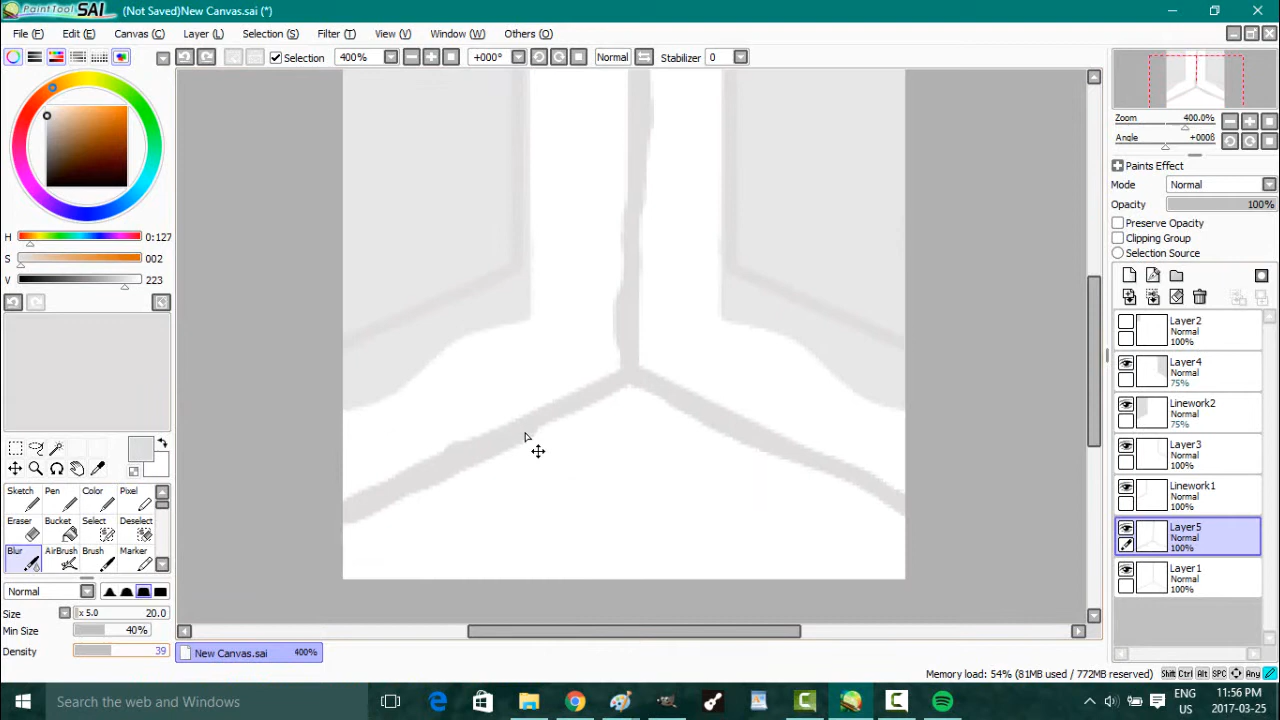 PaintTool SAI (Not Saved)New Canvas.sai (*)
File (F) Edit (E) Canvas (C) Layer (L) Selection (S) Filter (T) View (V) Window (W) Others (O)
Selection 400% +000° Normal Stabilizer 0
Zoom 400.0%
Angle +0008
Paints Effect
Mode Normal
Opacity 100%
Preserve Opacity
Clipping Group
Selection Source
H 0:127
S 002
V 223
Layer2
Normal
100%
Layer4
Normal
75%
Linework2
Normal
75%
Layer3
Normal
100%
Linework1
Normal
100%
Layer5
Normal
100%
Layer1
Normal
100%
Sketch Pen Color Pixel
Eraser Bucket Select Deselect
Blur AirBrush Brush Marker
Normal
Size x 5.0 20.0
Min Size 40%
Density 39
New Canvas.sai 400%
Memory load: 54% (81MB used / 772MB reserved) Shift Ctrl Alt SPC Any
Search the web and Windows
ENG 11:56 PM
US 2017-03-25